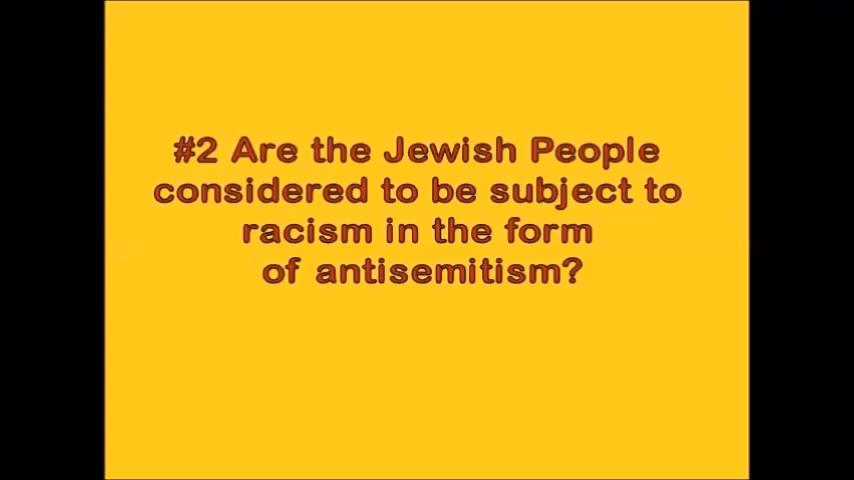 #2 Are the Jewish People
considered to be subject to
racism in the form
of antisemitism?